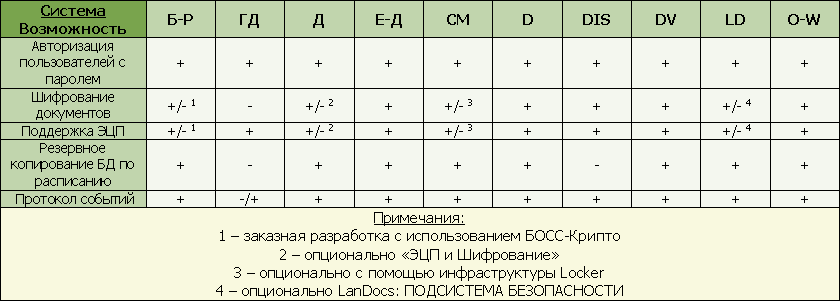 Система
Возможность
Б-Р ГД Д Е-Д СМ D DIS DV LD O-W
Авторизация
пользователей с
паролем
+ + + + + + + + + +
Шифрование
документов
+/- 1 - +/- 2 + +/- 3 + + + +/- 4 +
Поддержка ЭЦП +/- 1 + +/- 2 + +/- 3 + + + +/- 4 +
Резервное
копирование БД по
расписанию
+ - + + + + - + + +
Протокол событий + -/+ + + + + + + + +
Примечания:
1 – заказная разработка с использованием БОСС-Крипто
2 – опционально «ЭЦП и Шифрование»
3 – опционально с помощью инфраструктуры Locker
4 – опционально LanDocs: ПОДСИСТЕМА БЕЗОПАСНОСТИ